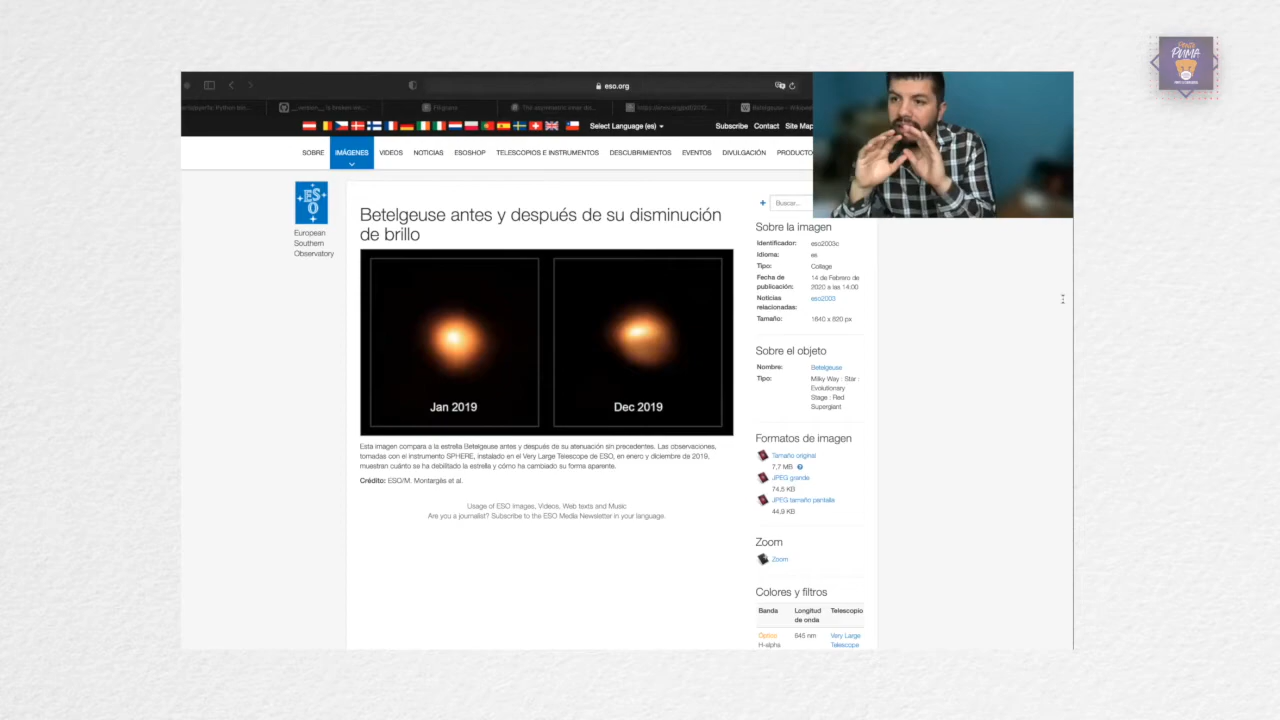 PUMA
eso.org
Select Language (es)
Subscribe Contact Site Map
SOBRE IMÁGENES VIDEOS NOTICIAS ESOSHOP TELESCOPIOS E INSTRUMENTOS DESCUBRIMIENTOS EVENTOS DIVULGACIÓN PRODUCTO
ESO
European
Southern
Observatory
Betelgeuse antes y después de su disminución
de brillo
Jan 2019
Dec 2019
Esta imagen compara a la estrella Betelgeuse antes y después de su atenuación sin precedentes. Las observaciones,
tomadas con el instrumento SPHERE, instalado en el Very Large Telescope de ESO, en enero y diciembre de 2019,
muestran cuánto se ha debilitado la estrella y cómo ha cambiado su forma aparente.
Crédito: ESO/M. Montargès et al.
Usage of ESO Images, Videos, Web texts and Music
Are you a journalist? Subscribe to the ESO Media Newsletter in your language.
Buscar...
Sobre la imagen
Identificador: eso2003c
Idioma: es
Tipo: Collage
Fecha de publicación: 14 de Febrero de 2020 a las 14:00
Noticias relacionadas: eso2003
Tamaño: 1640 x 820 px
Sobre el objeto
Nombre: Betelgeuse
Tipo: Milky Way : Star : Evolutionary Stage : Red Supergiant
Formatos de imagen
Tamaño original
7,7 MB
JPEG grande
74,5 KB
JPEG tamaño pantalla
44,9 KB
Zoom
Zoom
Colores y filtros
Banda Longitud de onda Telescopio
Óptico H-alpha 645 nm Very Large Telescope